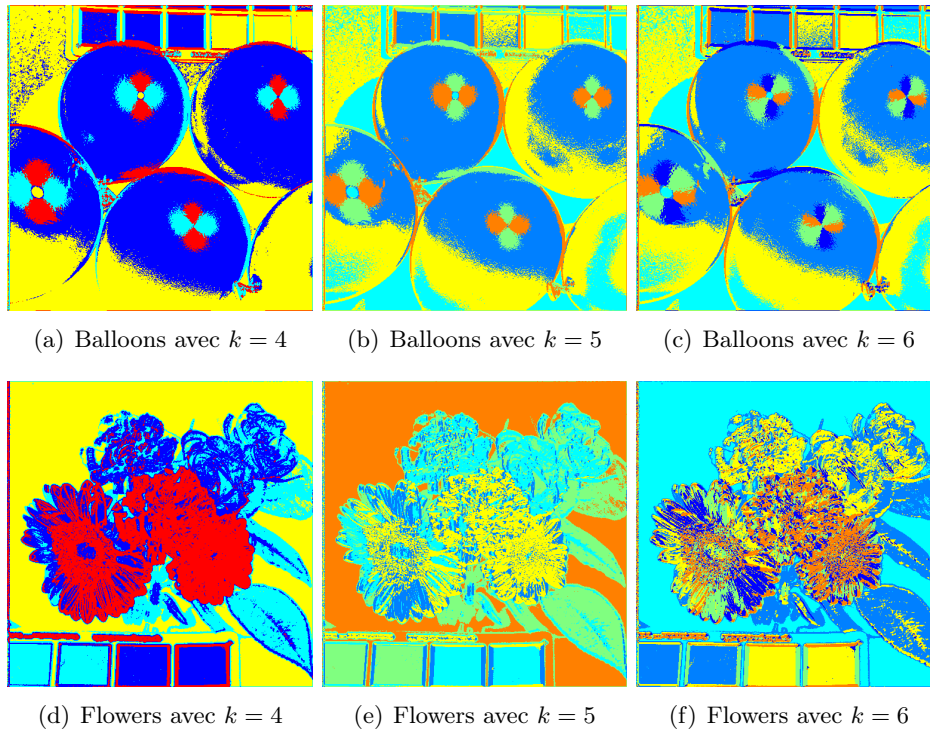 (a) Balloons avec k = 4
(b) Balloons avec k = 5
(c) Balloons avec k = 6
(d) Flowers avec k = 4
(e) Flowers avec k = 5
(f) Flowers avec k = 6